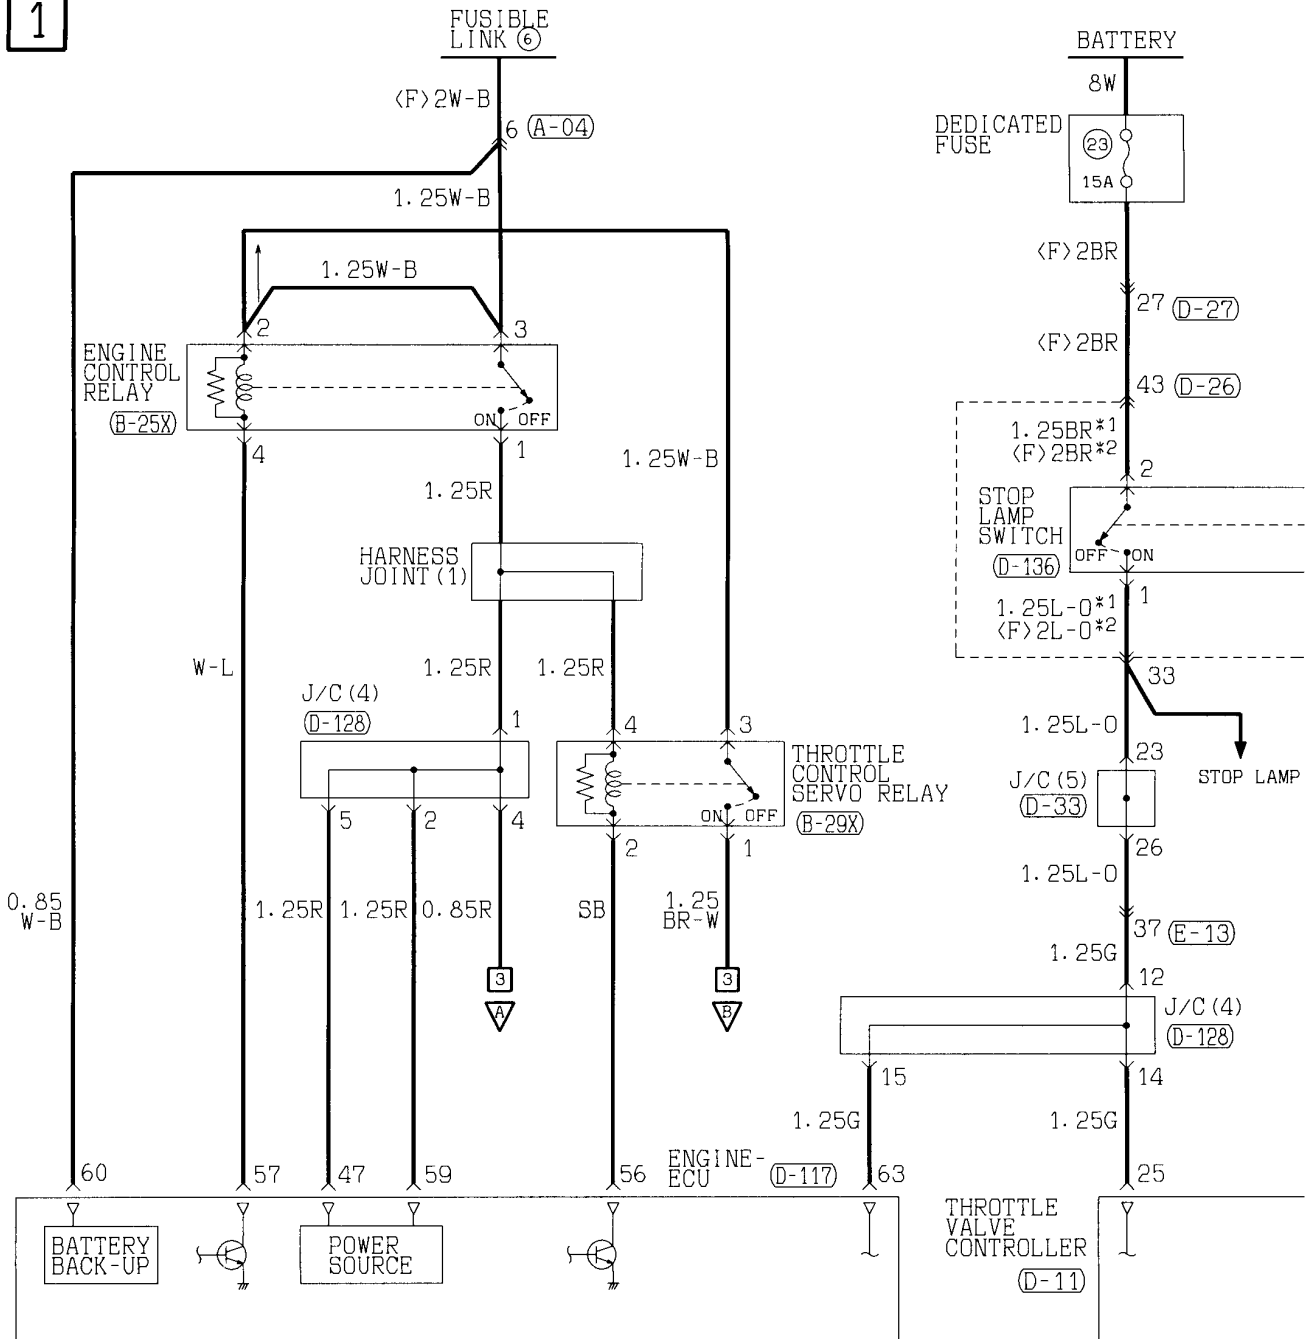 1
FUSIBLE
LINK ⑥
BATTERY
8W
<F>2W-B
DEDICATED
FUSE
23
15A
6 (A-04)
1.25W-B
<F>2BR
1.25W-B
27 (D-27)
<F>2BR
2
3
ENGINE
CONTROL
RELAY
(B-25X)
ON OFF
4
1
43 (D-26)
1.25BR*1
<F>2BR*2
2
1.25W-B
1.25R
STOP
LAMP
SWITCH
(D-136)
OFF ON
HARNESS
JOINT(1)
1
1.25L-O*1
<F>2L-O*2
W-L
1.25R
1.25R
33
J/C(4)
(D-128)
1
4
3
1.25L-O
23
STOP LAMP
THROTTLE
CONTROL
SERVO RELAY
(B-29X)
ON OFF
J/C(5)
(D-33)
5
2
4
2
1
26
1.25L-O
0.85
W-B
1.25R
1.25R
0.85R
SB
1.25
BR-W
37 (E-13)
1.25G
12
3
A
3
B
J/C(4)
(D-128)
15
14
1.25G
1.25G
60
57
47
59
56
ENGINE-
ECU
(D-117)
63
25
BATTERY
BACK-UP
POWER
SOURCE
THROTTLE
VALVE
CONTROLLER
(D-11)